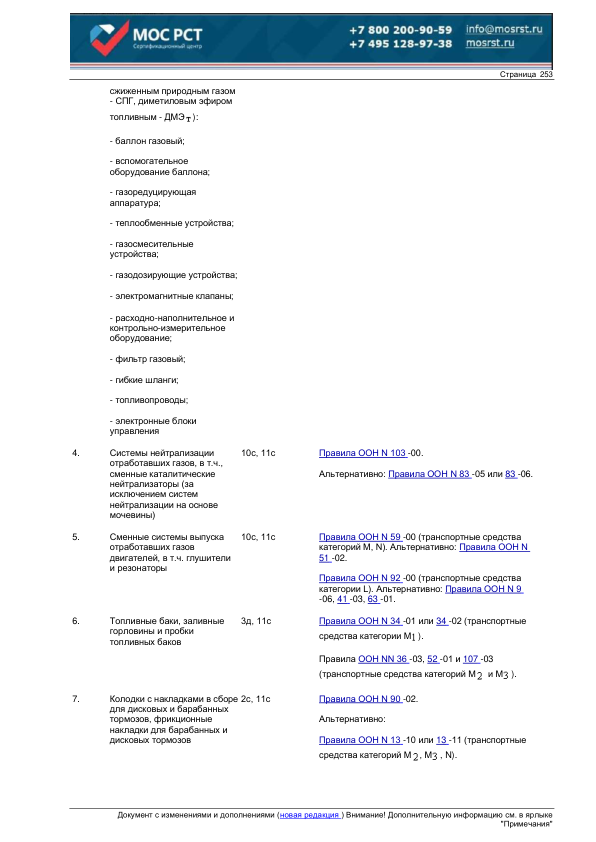 МОС РСТ
Сертификационный центр
+7 800 200-90-59 info@mosrst.ru
+7 495 128-97-38 mosrst.ru
Страница 253
сжиженным природным газом
- СПГ, диметиловым эфиром
топливным - ДМЭт):
- баллон газовый;
- вспомогательное
оборудование баллона;
- газоредуцирующая
аппаратура;
- теплообменные устройства;
- газосмесительные
устройства;
- газодозирующие устройства;
- электромагнитные клапаны;
- расходно-наполнительное и
контрольно-измерительное
оборудование;
- фильтр газовый;
- гибкие шланги;
- топливопроводы;
- электронные блоки
управления
4. Системы нейтрализации 10с, 11с Правила ООН N 103 -00.
отработавших газов, в т.ч.,
сменные каталитические Альтернативно: Правила ООН N 83 -05 или 83 -06.
нейтрализаторы (за
исключением систем
нейтрализации на основе
мочевины)
5. Сменные системы выпуска 10с, 11с Правила ООН N 59 -00 (транспортные средства
отработавших газов категорий M, N). Альтернативно: Правила ООН N
двигателей, в т.ч. глушители 51 -02.
и резонаторы
Правила ООН N 92 -00 (транспортные средства
категории L). Альтернативно: Правила ООН N 9
-06, 41 -03, 63 -01.
6. Топливные баки, заливные 3д, 11с Правила ООН N 34 -01 или 34 -02 (транспортные
горловины и пробки средства категории M1 ).
топливных баков
Правила ООН NN 36 -03, 52 -01 и 107 -03
(транспортные средства категорий M 2 и M3 ).
7. Колодки с накладками в сборе 2с, 11с Правила ООН N 90 -02.
для дисковых и барабанных
тормозов, фрикционные Альтернативно:
накладки для барабанных и
дисковых тормозов Правила ООН N 13 -10 или 13 -11 (транспортные
средства категорий M 2 , M3 , N).
Документ с изменениями и дополнениями (новая редакция ) Внимание! Дополнительную информацию см. в ярлыке
"Примечания"